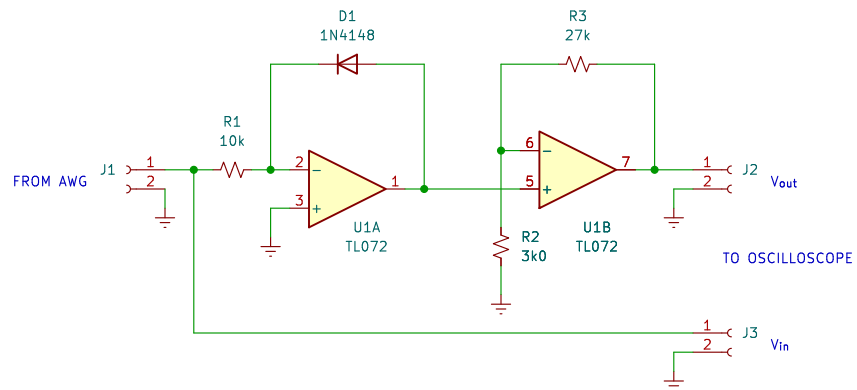 D1
1N4148
R3
27k
R1
10k
J1
1
2
FROM AWG
2
3
−
+
1
U1A
TL072
6
5
−
+
7
U1B
TL072
R2
3k0
1
2
J2
Vout
TO OSCILLOSCOPE
1
2
J3
Vin